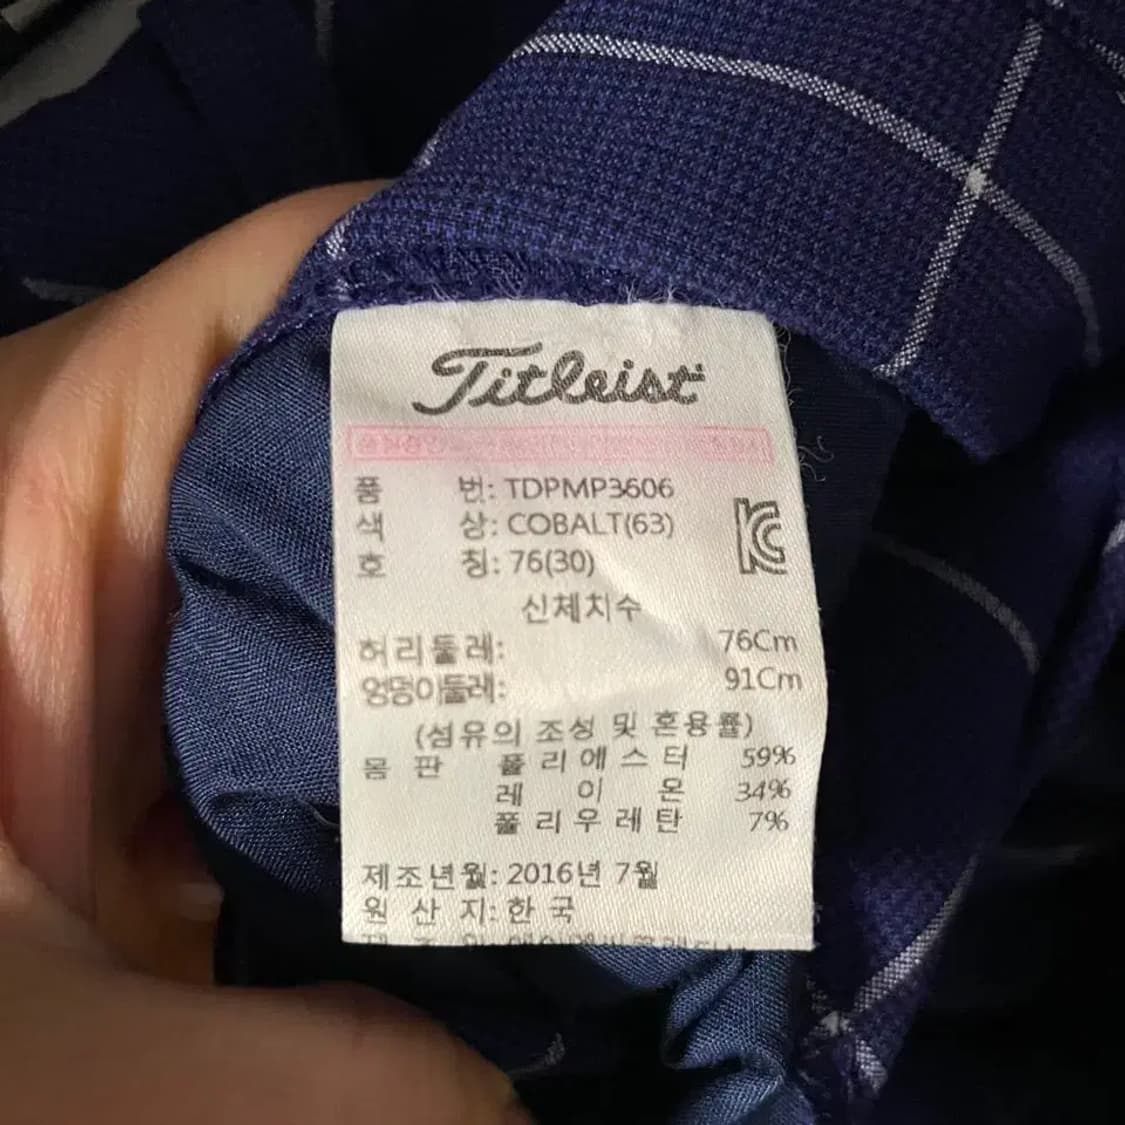 Titleist
품 번: TDPMP3606
색 상: COBALT(63)
호 칭: 76(30)
신체치수
허리둘레: 76Cm
엉덩이둘레: 91Cm
(섬유의 조성 및 혼용률)
몸 판 폴리에스터 59%
레 이 온 34%
폴리우레탄 7%
제조년월: 2016년 7월
원 산 지: 한 국